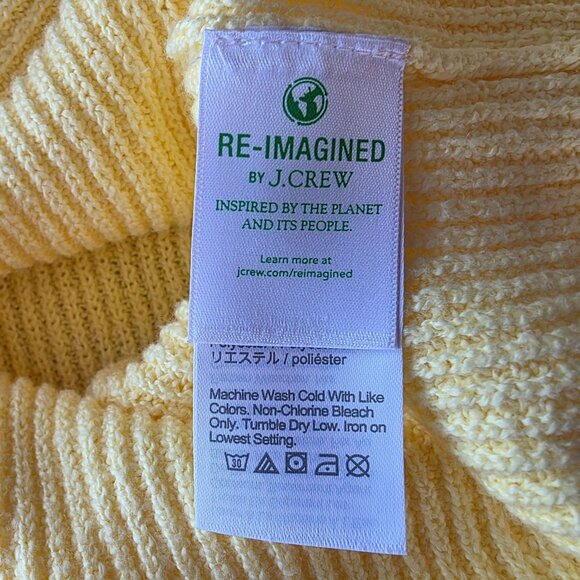 RE-IMAGINED
BY J.CREW
INSPIRED BY THE PLANET
AND ITS PEOPLE.
Learn more at
jcrew.com/reimagined
リエステル / poliéster
Machine Wash Cold With Like
Colors. Non-Chlorine Bleach
Only. Tumble Dry Low. Iron on
Lowest Setting.
30